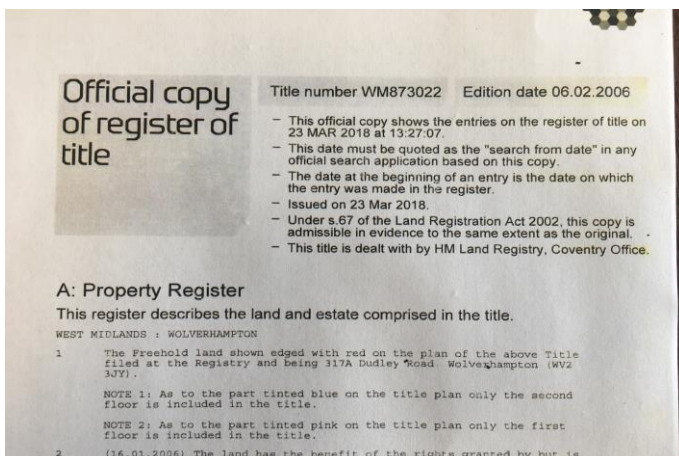 Official copy
of register of
title
Title number WM873022 Edition date 06.02.2006
– This official copy shows the entries on the register of title on
23 MAR 2018 at 13:27:07.
– This date must be quoted as the "search from date" in any
official search application based on this copy.
– The date at the beginning of an entry is the date on which
the entry was made in the register.
– Issued on 23 Mar 2018.
– Under s.67 of the Land Registration Act 2002, this copy is
admissible in evidence to the same extent as the original.
– This title is dealt with by HM Land Registry, Coventry Office.
A: Property Register
This register describes the land and estate comprised in the title.
WEST MIDLANDS : WOLVERHAMPTON
1 The Freehold land shown edged with red on the plan of the above Title
filed at the Registry and being 317A Dudley Road. Wolverhampton (WV2
3JY).
NOTE 1: As to the part tinted blue on the title plan only the second
floor is included in the title.
NOTE 2: As to the part tinted pink on the title plan only the first
floor is included in the title.
2 (16.01.2006) The land has the benefit of the rights granted by but is